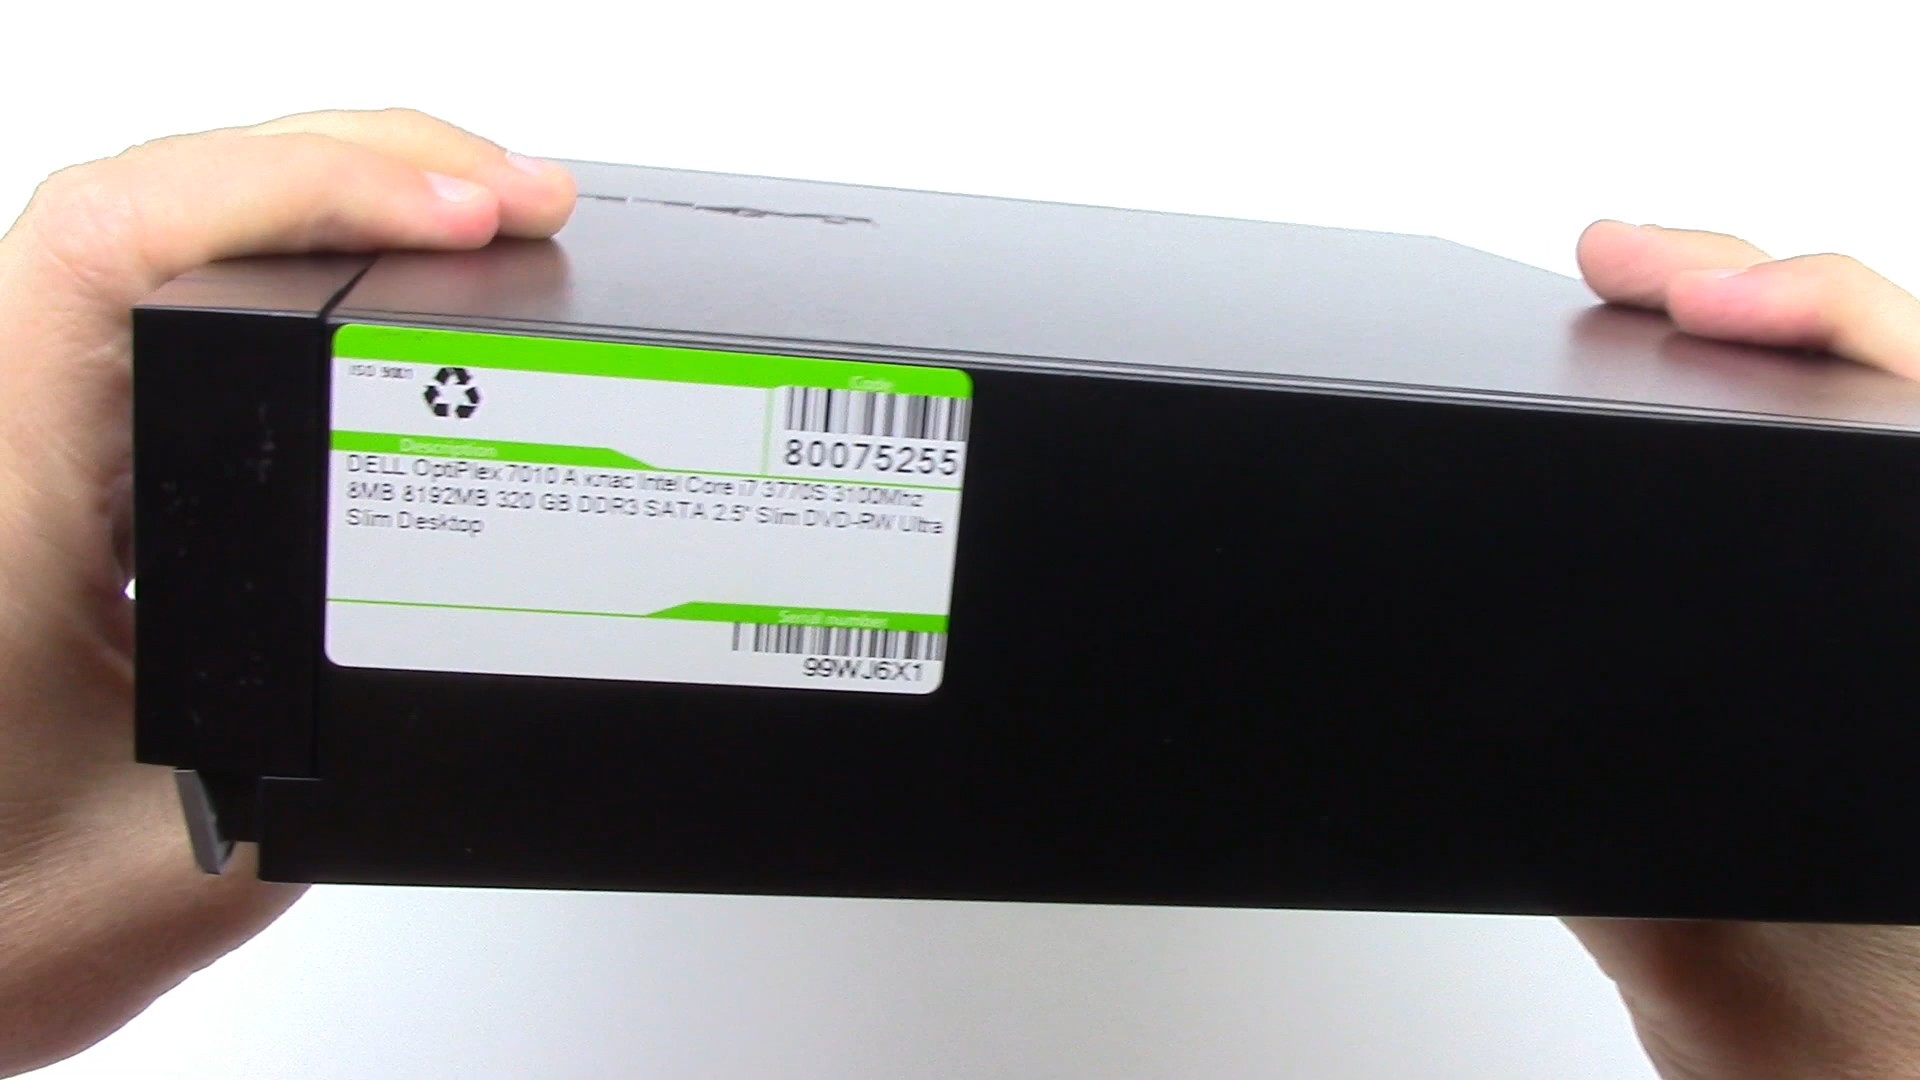 ISO 9001
Code
80075255
Description
DELL OptiPlex 7010 А клас Intel Core i7 3770S 3100Mhz
8MB 8192MB 320 GB DDR3 SATA 2.5" Slim DVD-RW Ultra
Slim Desktop
Serial number
99WJ6X1